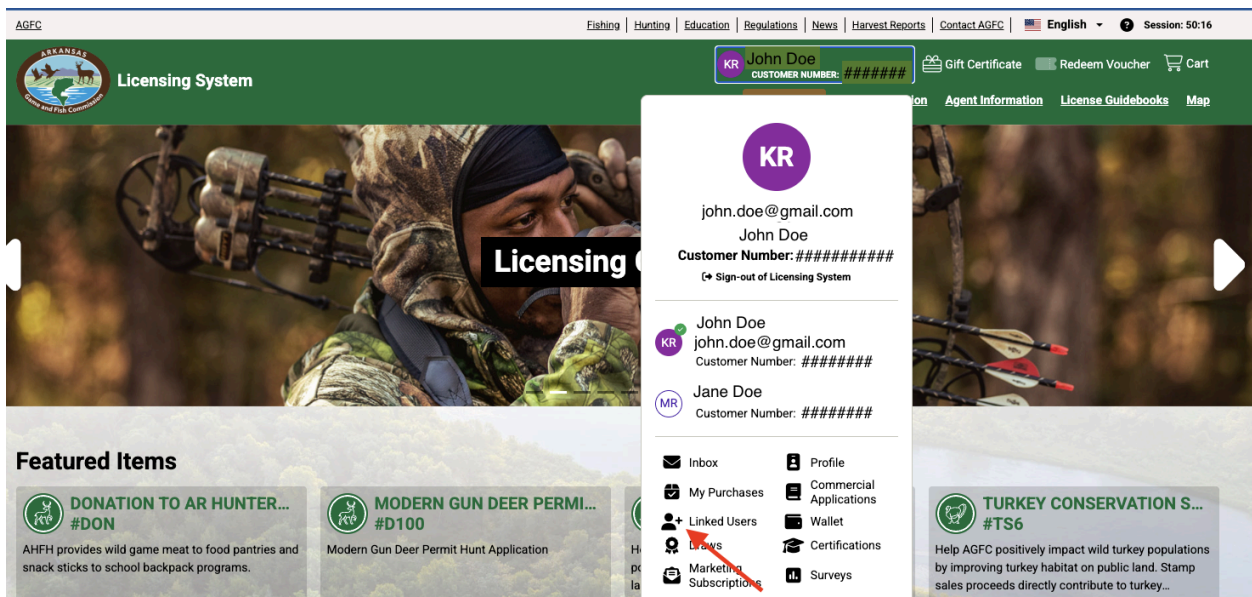 AGFC
Fishing | Hunting | Education | Regulations | News | Harvest Reports | Contact AGFC | English Session: 50:16
ARKANSAS
Game and Fish Commission
Licensing System
KR John Doe
CUSTOMER NUMBER: #######
Gift Certificate Redeem Voucher Cart
Agent Information License Guidebooks Map
Licensing
KR
john.doe@gmail.com
John Doe
Customer Number: ###########
Sign-out of Licensing System
John Doe
KR john.doe@gmail.com
Customer Number: ########
Jane Doe
MR
Customer Number: ########
Inbox Profile
My Purchases Commercial Applications
Linked Users Wallet
Draws Certifications
Marketing Subscriptions Surveys
Featured Items
DONATION TO AR HUNTER...
#DON
AHFH provides wild game meat to food pantries and
snack sticks to school backpack programs.
MODERN GUN DEER PERMI...
#D100
Modern Gun Deer Permit Hunt Application
TURKEY CONSERVATION S...
#TS6
Help AGFC positively impact wild turkey populations
by improving turkey habitat on public land. Stamp
sales proceeds directly contribute to turkey...